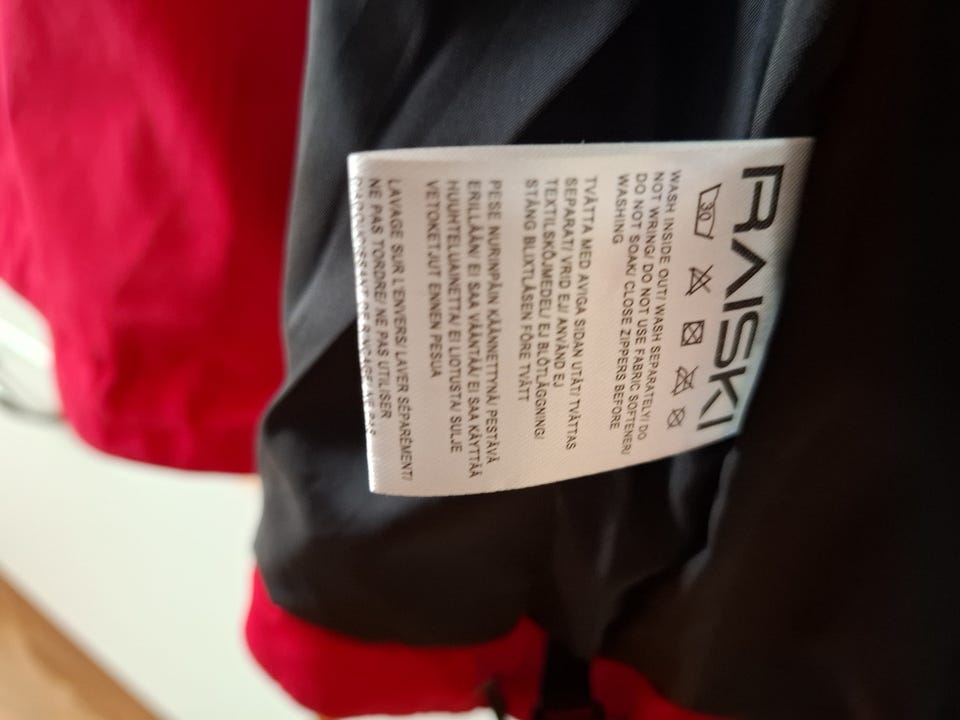 RAISKI
30
WASH INSIDE OUT/ WASH SEPARATELY/ DO
NOT WRING/ DO NOT USE FABRIC SOFTENER/
DO NOT SOAK/ CLOSE ZIPPERS BEFORE
WASHING
TVÄTTA MED AVIGA SIDAN UTÅT/ TVÄTTAS
SEPARAT/ VRID EJ/ ANVÄND EJ
TEXTILSKÖJMEDEL/ EJ BLÖTLÄGGNING/
STÄNG BLIXTLÅSEN FÖRE TVÄTT
PESE NURINPÄIN KÄÄNNETTYNÄ/ PESTÄVÄ
ERILLÄÄN/ EI SAA VÄÄNTÄÄ/ EI SAA KÄYTTÄÄ
HUUHTELUAINETTA/ EI LIOTUSTA/ SULJE
VETOKETJUT ENNEN PESUA
LAVAGE SUR L'ENVERS/ LAVER SÉPARÉMENT/
NE PAS TORDRE/ NE PAS UTILISER